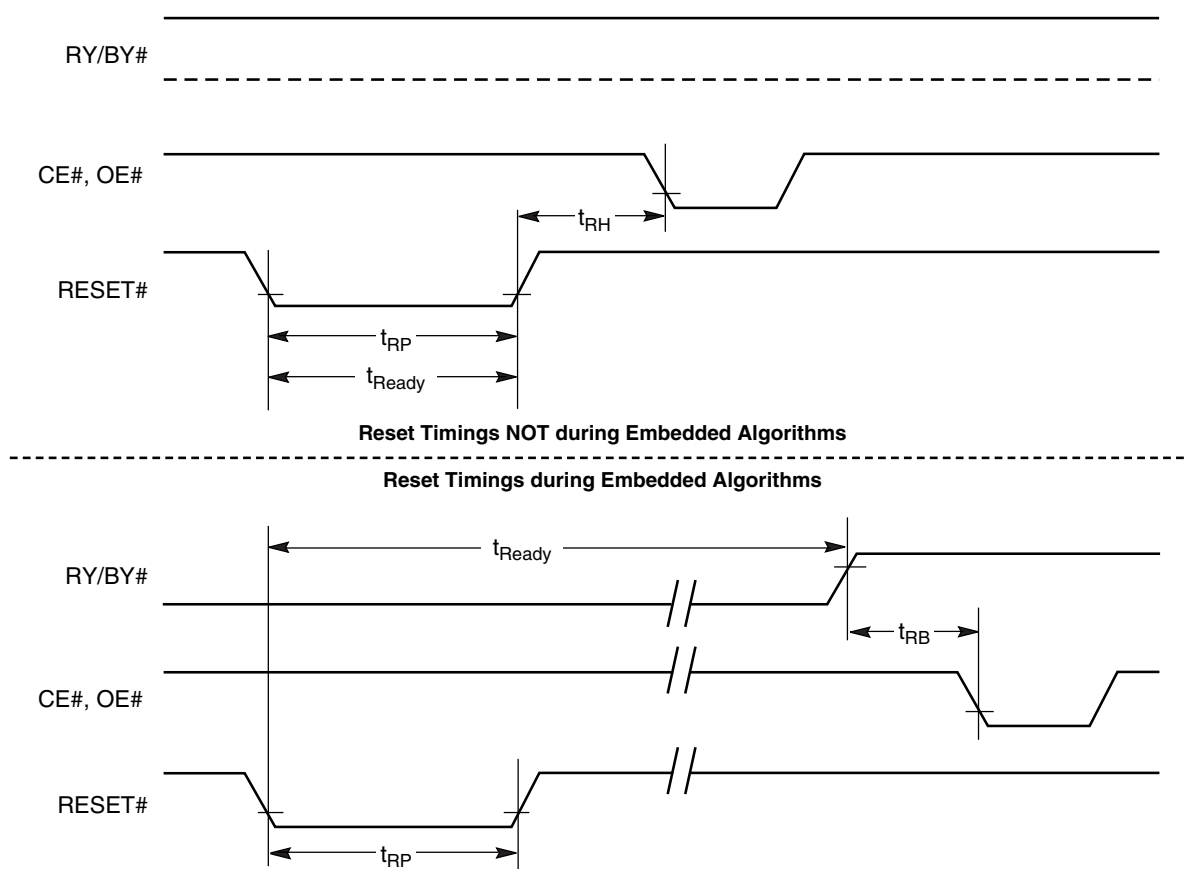 RY/BY#
CE#, OE#
tRH
RESET#
tRP
tReady
Reset Timings NOT during Embedded Algorithms
Reset Timings during Embedded Algorithms
tReady
RY/BY#
tRB
CE#, OE#
RESET#
tRP